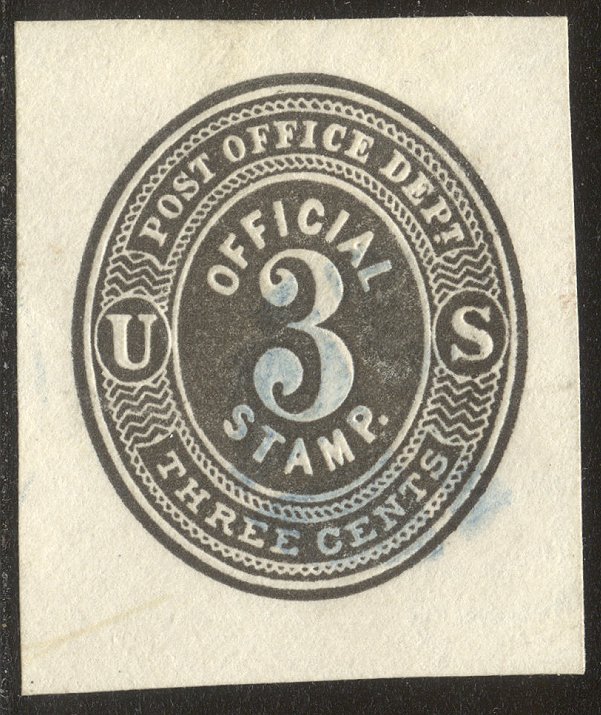 POST OFFICE DEPT.
U S
OFFICIAL
3
STAMP.
THREE CENTS